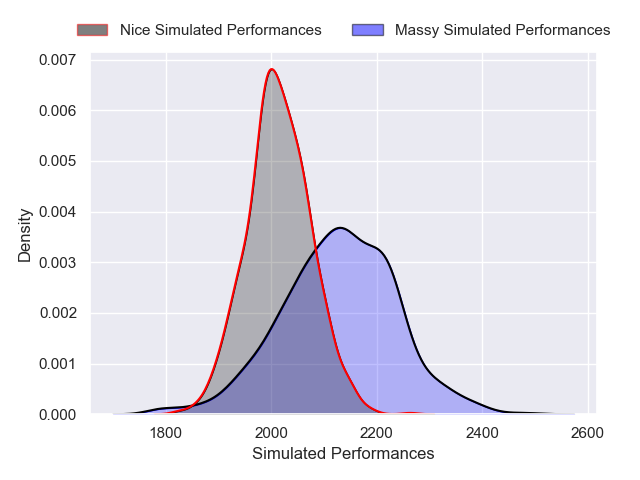 Nice Simulated Performances Massy Simulated Performances
0.007
0.006
0.005
0.004
0.003
0.002
0.001
0.000
Density
1800 2000 2200 2400 2600
Simulated Performances